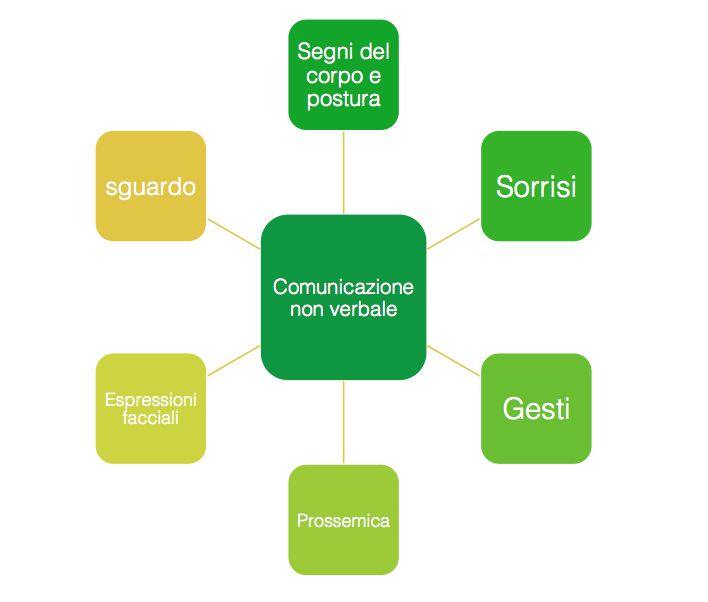 Segni del
corpo e
postura
sguardo
Sorrisi
Comunicazione
non verbale
Espressioni
facciali
Gesti
Prossemica